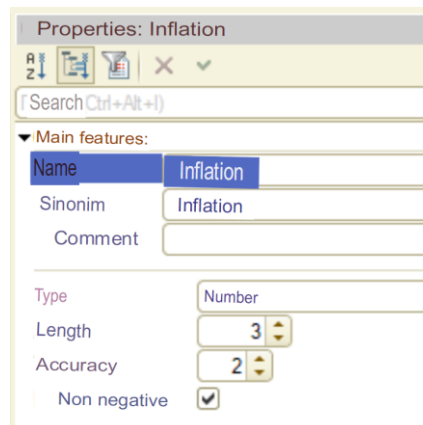 Properties: Inflation
Search Ctrl+Alt+I)
Main features:
Name Inflation
Sinonim Inflation
Comment
Type Number
Length 3
Accuracy 2
Non negative